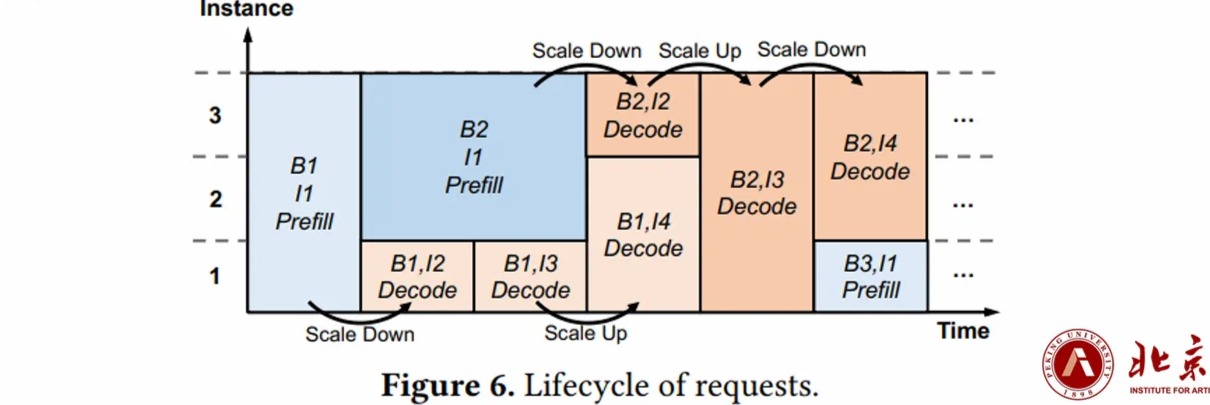 Instance
Scale Down
Scale Up
Scale Down
3
2
1
B1
I1
Prefill
B2
I1
Prefill
B1,I2
Decode
B1,I3
Decode
B2,I2
Decode
B1,I4
Decode
B2,I3
Decode
B2,I4
Decode
B3,I1
Prefill
...
...
...
Scale Down
Scale Up
Time
Figure 6. Lifecycle of requests.
PEKING UNIVERSITY
1898
北京
INSTITUTE FOR ARTI